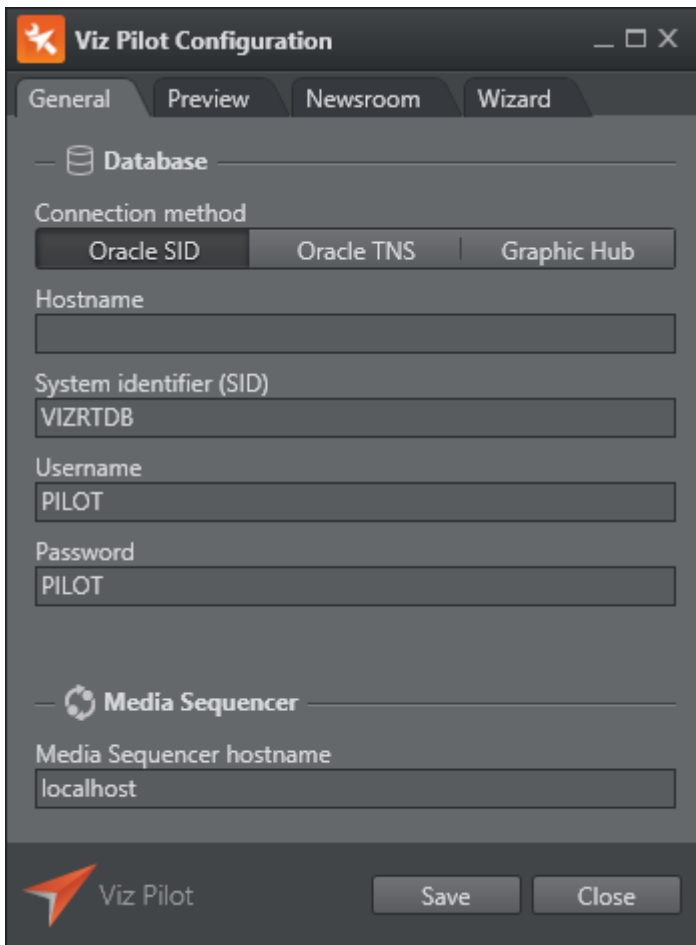 Viz Pilot Configuration
General Preview Newsroom Wizard
Database
Connection method
Oracle SID Oracle TNS Graphic Hub
Hostname
System identifier (SID)
VIZRTDB
Username
PILOT
Password
PILOT
Media Sequencer
Media Sequencer hostname
localhost
Viz Pilot Save Close